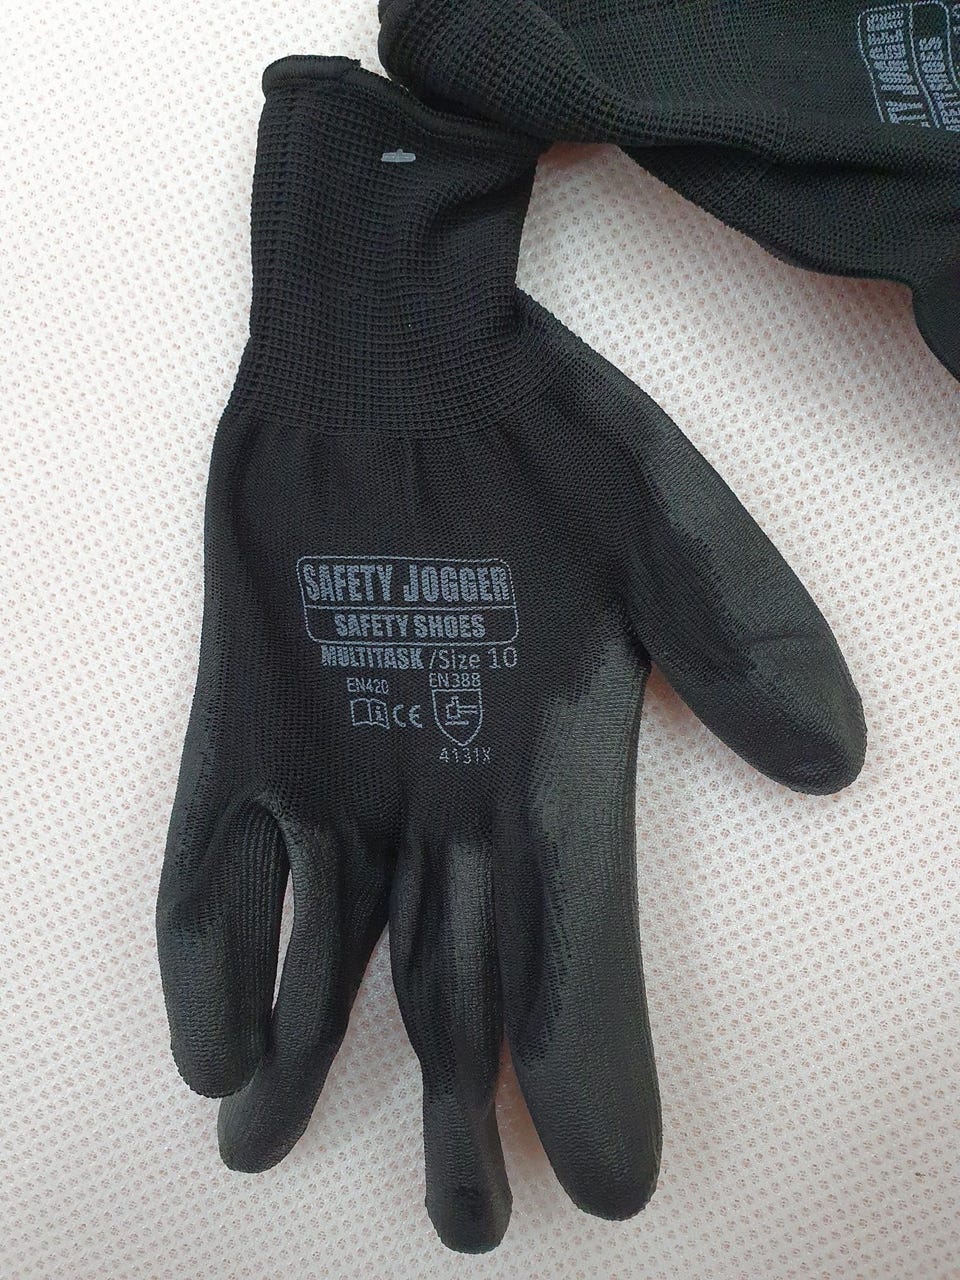 SAFETY JOGGER
SAFETY SHOES
MULTITASK /Size 10
EN420 EN388
CE
4131X